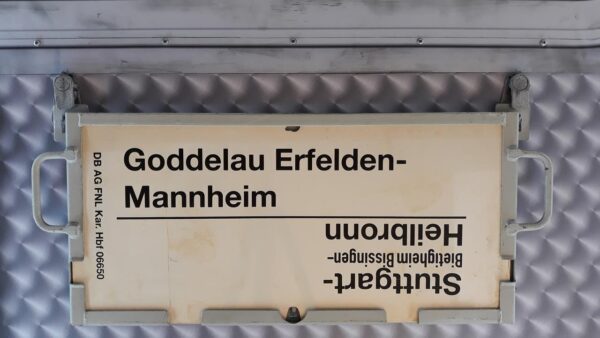 Goddelau Erfelden-
Mannheim
Stuttgart-
Bietigheim Bissingen-
Heilbronn
DB AG FNL Kar. Hbf 06650